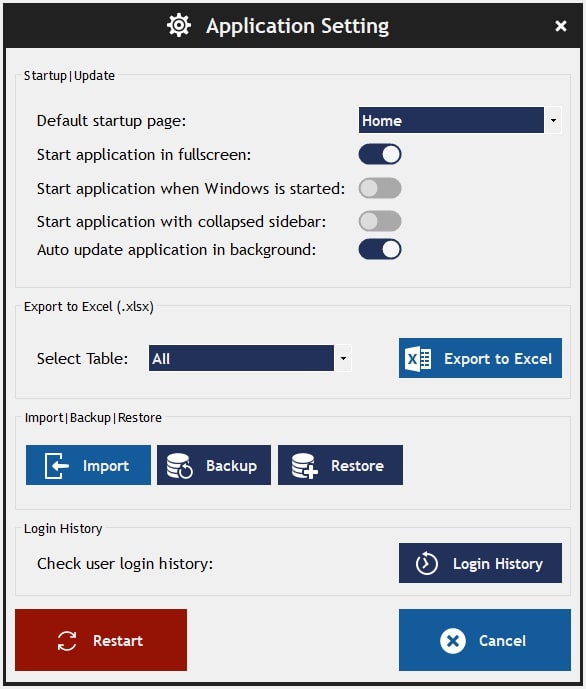 Application Setting
Startup|Update
Default startup page: Home
Start application in fullscreen:
Start application when Windows is started:
Start application with collapsed sidebar:
Auto update application in background:
Export to Excel (.xlsx)
Select Table: All Export to Excel
Import|Backup|Restore
Import Backup Restore
Login History
Check user login history: Login History
Restart Cancel